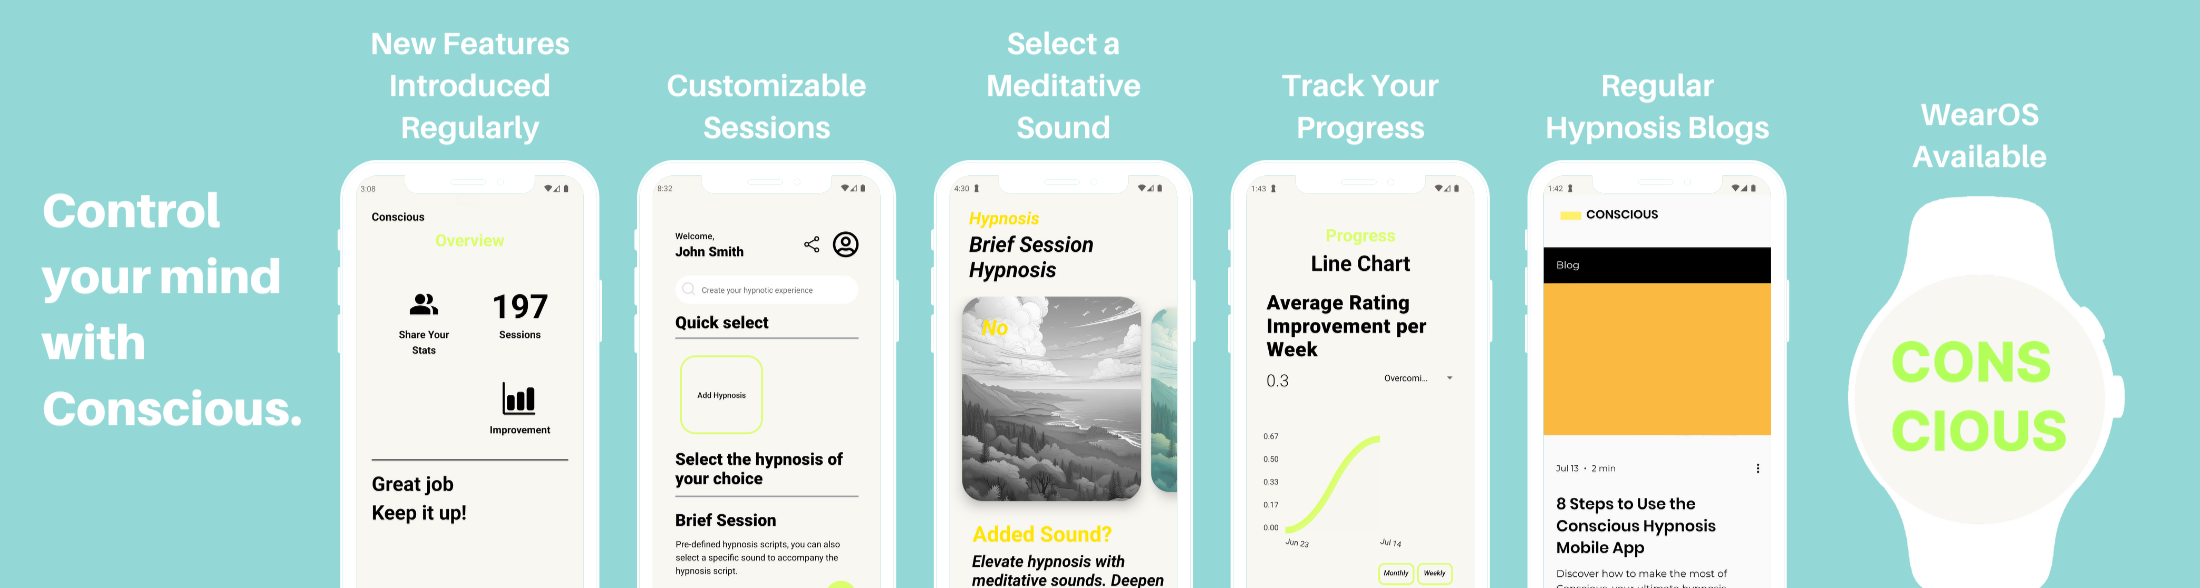 Control
your mind
with
Conscious.
New Features
Introduced
Regularly
3:08
Conscious
Overview
Share Your
Stats
197
Sessions
Improvement
Great job
Keep it up!
Customizable
Sessions
8:32
Welcome,
John Smith
Create your hypnotic experience
Quick select
Add Hypnosis
Select the hypnosis of
your choice
Brief Session
Pre-defined hypnosis scripts, you can also
select a specific sound to accompany the
hypnosis script.
Select a
Meditative
Sound
4:30
Hypnosis
Brief Session
Hypnosis
No
Added Sound?
Elevate hypnosis with
meditative sounds. Deepen
Track Your
Progress
1:43
Progress
Line Chart
Average Rating
Improvement per
Week
0.3
Overcomi...
0.67
0.50
0.33
0.17
0.00
Jun 23
Jul 14
Monthly
Weekly
Regular
Hypnosis Blogs
1:42
CONSCIOUS
Blog
Jul 13 • 2 min
8 Steps to Use the
Conscious Hypnosis
Mobile App
Discover how to make the most of
Conscious, your ultimate hypnosis
WearOS
Available
CONS
CIOUS